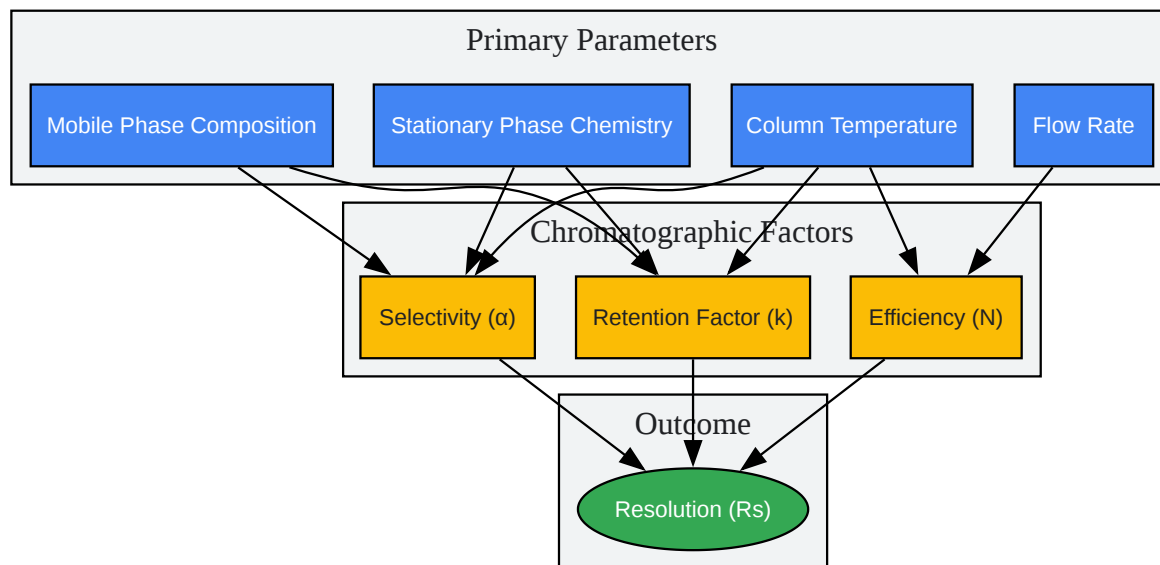 Primary Parameters
Mobile Phase Composition
Stationary Phase Chemistry
Column Temperature
Flow Rate
Chromatographic Factors
Selectivity (α)
Retention Factor (k)
Efficiency (N)
Outcome
Resolution (Rs)